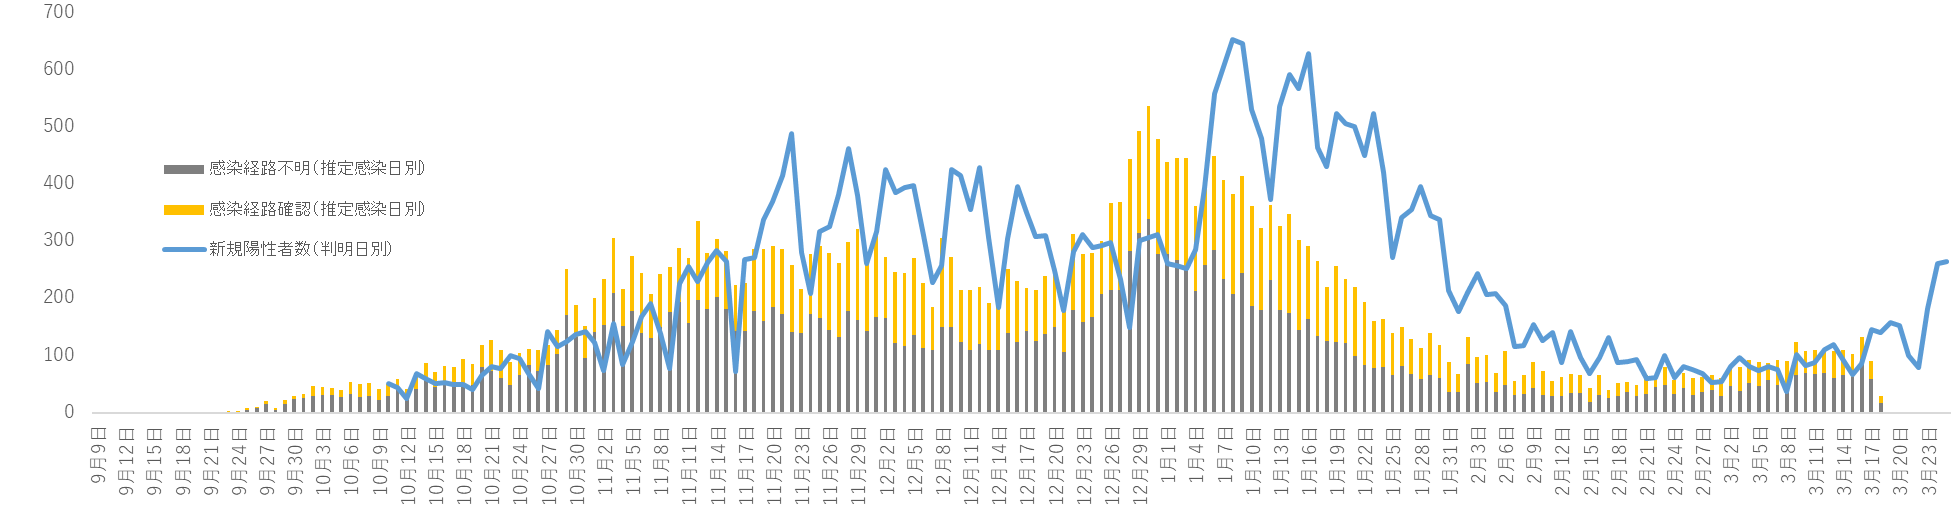 700
600
500
400
300
200
100
0
感染経路不明(推定感染日別)
感染経路確認(推定感染日別)
新規陽性者数(判明日別)
9月9日
9月12日
9月15日
9月18日
9月21日
9月24日
9月27日
9月30日
10月3日
10月6日
10月9日
10月12日
10月15日
10月18日
10月21日
10月24日
10月27日
10月30日
11月2日
11月5日
11月8日
11月11日
11月14日
11月17日
11月20日
11月23日
11月26日
11月29日
12月2日
12月5日
12月8日
12月11日
12月14日
12月17日
12月20日
12月23日
12月26日
12月29日
1月1日
1月4日
1月7日
1月10日
1月13日
1月16日
1月19日
1月22日
1月25日
1月28日
1月31日
2月3日
2月6日
2月9日
2月12日
2月15日
2月18日
2月21日
2月24日
2月27日
3月2日
3月5日
3月8日
3月11日
3月14日
3月17日
3月20日
3月23日